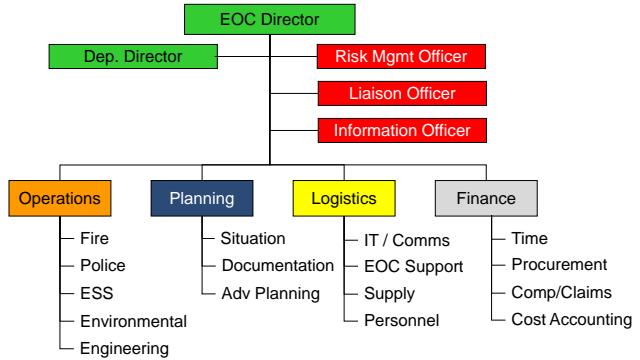 EOC Director
Dep. Director
Risk Mgmt Officer
Liaison Officer
Information Officer
Operations
Fire
Police
ESS
Environmental
Engineering
Planning
Situation
Documentation
Adv Planning
Logistics
IT / Comms
EOC Support
Supply
Personnel
Finance
Time
Procurement
Comp/Claims
Cost Accounting